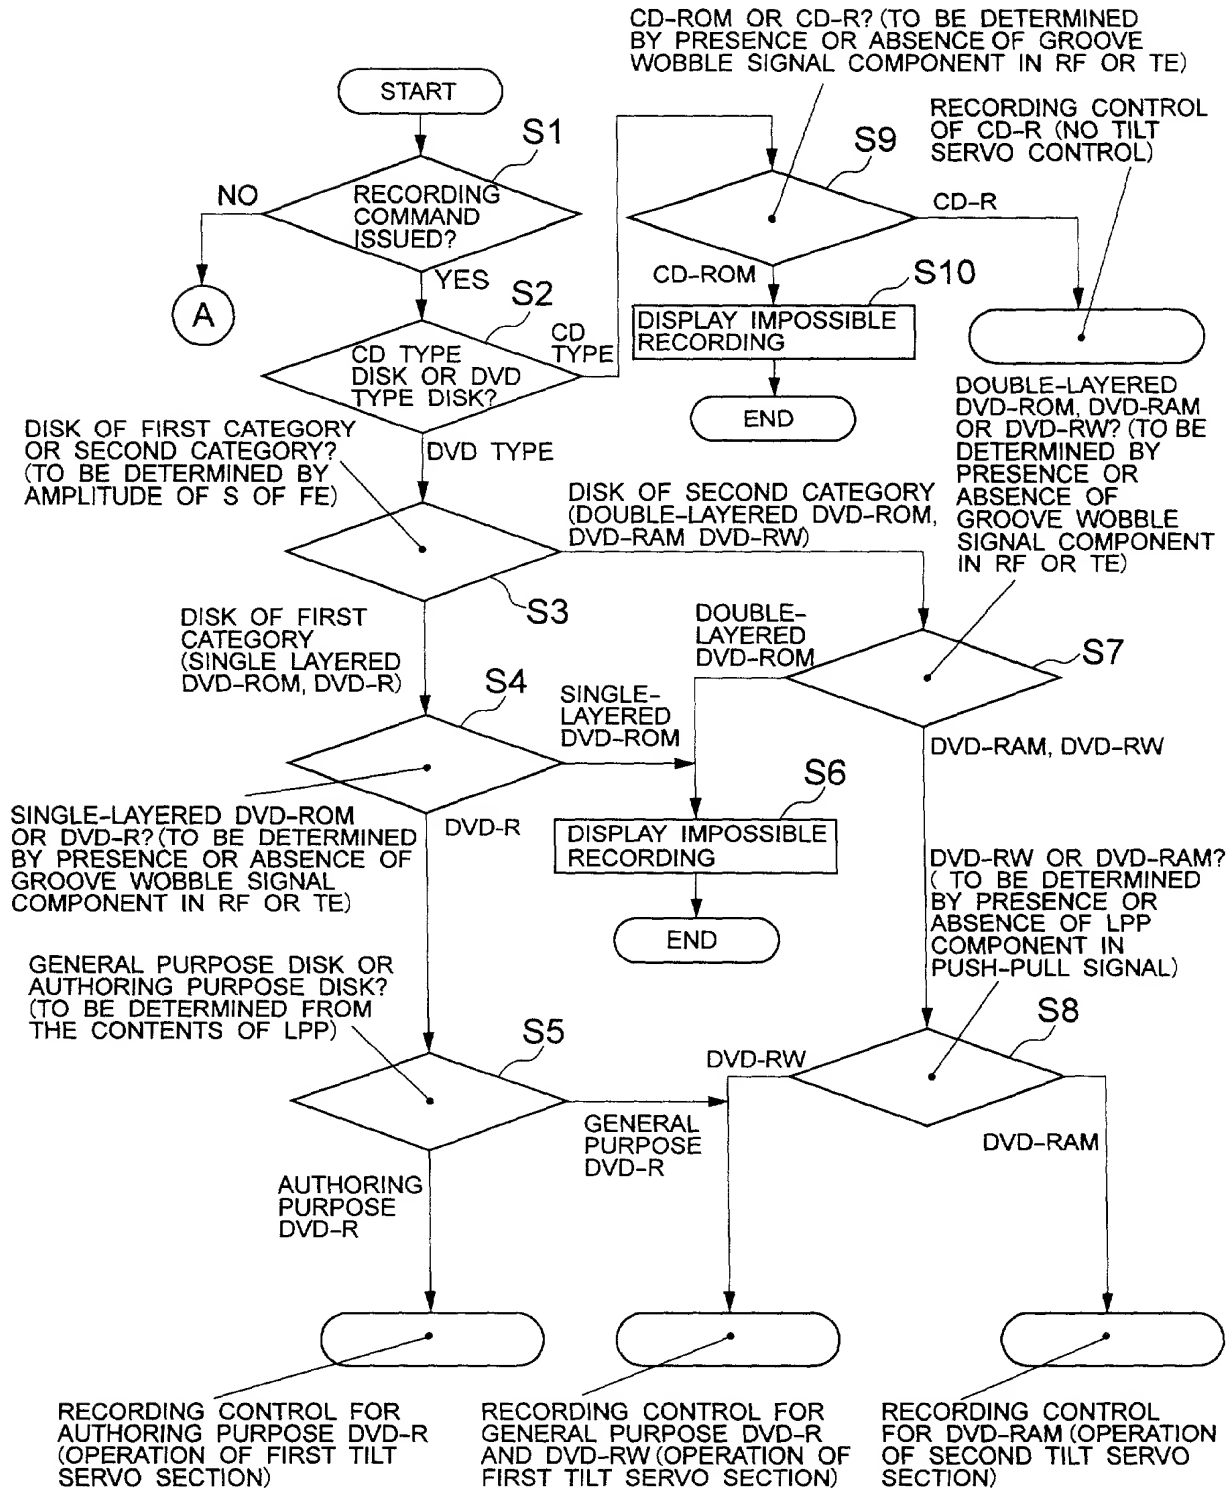 CD-ROM OR CD-R? (TO BE DETERMINED
BY PRESENCE OR ABSENCE OF GROOVE
WOBBLE SIGNAL COMPONENT IN RF OR TE)
START
RECORDING CONTROL
OF CD-R (NO TILT
SERVO CONTROL)
S1
S9
NO
RECORDING
COMMAND
ISSUED?
CD-R
YES
CD-ROM
S10
A
S2
DISPLAY IMPOSSIBLE
RECORDING
CD
TYPE
CD TYPE
DISK OR DVD
TYPE DISK?
END
DOUBLE-LAYERED
DVD-ROM, DVD-RAM
OR DVD-RW? (TO BE
DETERMINED BY
PRESENCE OR
ABSENCE OF
GROOVE WOBBLE
SIGNAL COMPONENT
IN RF OR TE)
DISK OF FIRST CATEGORY
OR SECOND CATEGORY?
(TO BE DETERMINED BY
AMPLITUDE OF S OF FE)
DVD TYPE
DISK OF SECOND CATEGORY
(DOUBLE-LAYERED DVD-ROM,
DVD-RAM DVD-RW)
S3
DISK OF FIRST
CATEGORY
(SINGLE LAYERED
DVD-ROM, DVD-R)
DOUBLE-
LAYERED
DVD-ROM
S7
S4
SINGLE-
LAYERED
DVD-ROM
DVD-RAM, DVD-RW
S6
SINGLE-LAYERED DVD-ROM
OR DVD-R? (TO BE DETERMINED
BY PRESENCE OR ABSENCE OF
GROOVE WOBBLE SIGNAL
COMPONENT IN RF OR TE)
DVD-R
DISPLAY IMPOSSIBLE
RECORDING
DVD-RW OR DVD-RAM?
( TO BE DETERMINED
BY PRESENCE OR
ABSENCE OF LPP
COMPONENT IN
PUSH-PULL SIGNAL)
END
GENERAL PURPOSE DISK OR
AUTHORING PURPOSE DISK?
(TO BE DETERMINED FROM
THE CONTENTS OF LPP)
S5
S8
DVD-RW
GENERAL
PURPOSE
DVD-R
DVD-RAM
AUTHORING
PURPOSE
DVD-R
RECORDING CONTROL FOR
AUTHORING PURPOSE DVD-R
(OPERATION OF FIRST TILT
SERVO SECTION)
RECORDING CONTROL FOR
GENERAL PURPOSE DVD-R
AND DVD-RW (OPERATION OF
FIRST TILT SERVO SECTION)
RECORDING CONTROL
FOR DVD-RAM (OPERATION
OF SECOND TILT SERVO
SECTION)